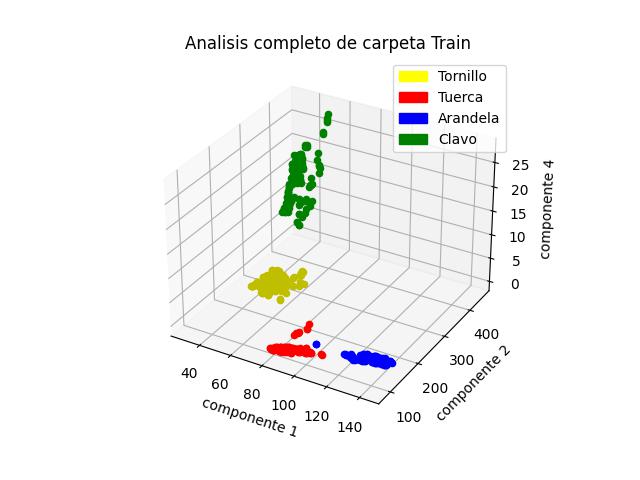 Analisis completo de carpeta Train
Tornillo
Tuerca
Arandela
Clavo
componente 4
25
20
15
10
5
0
componente 2
400
300
200
100
componente 1
40
60
80
100
120
140